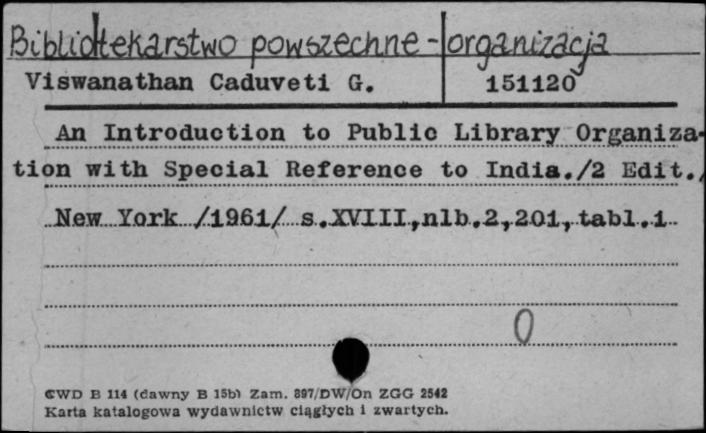 Bibliotekarstwo powszechne - organizacja
Viswanathan Caduveti G. 151120
An Introduction to Public Library Organiza-
tion with Special Reference to India./2 Edit.,
New York /1961/ s.XVIII,nlb.2,201,tabl.1
0
CWD B 114 (dawny B 15b) Zam. 897/DW/On ZGG 2542
Karta katalogowa wydawnictw ciągłych i zwartych.